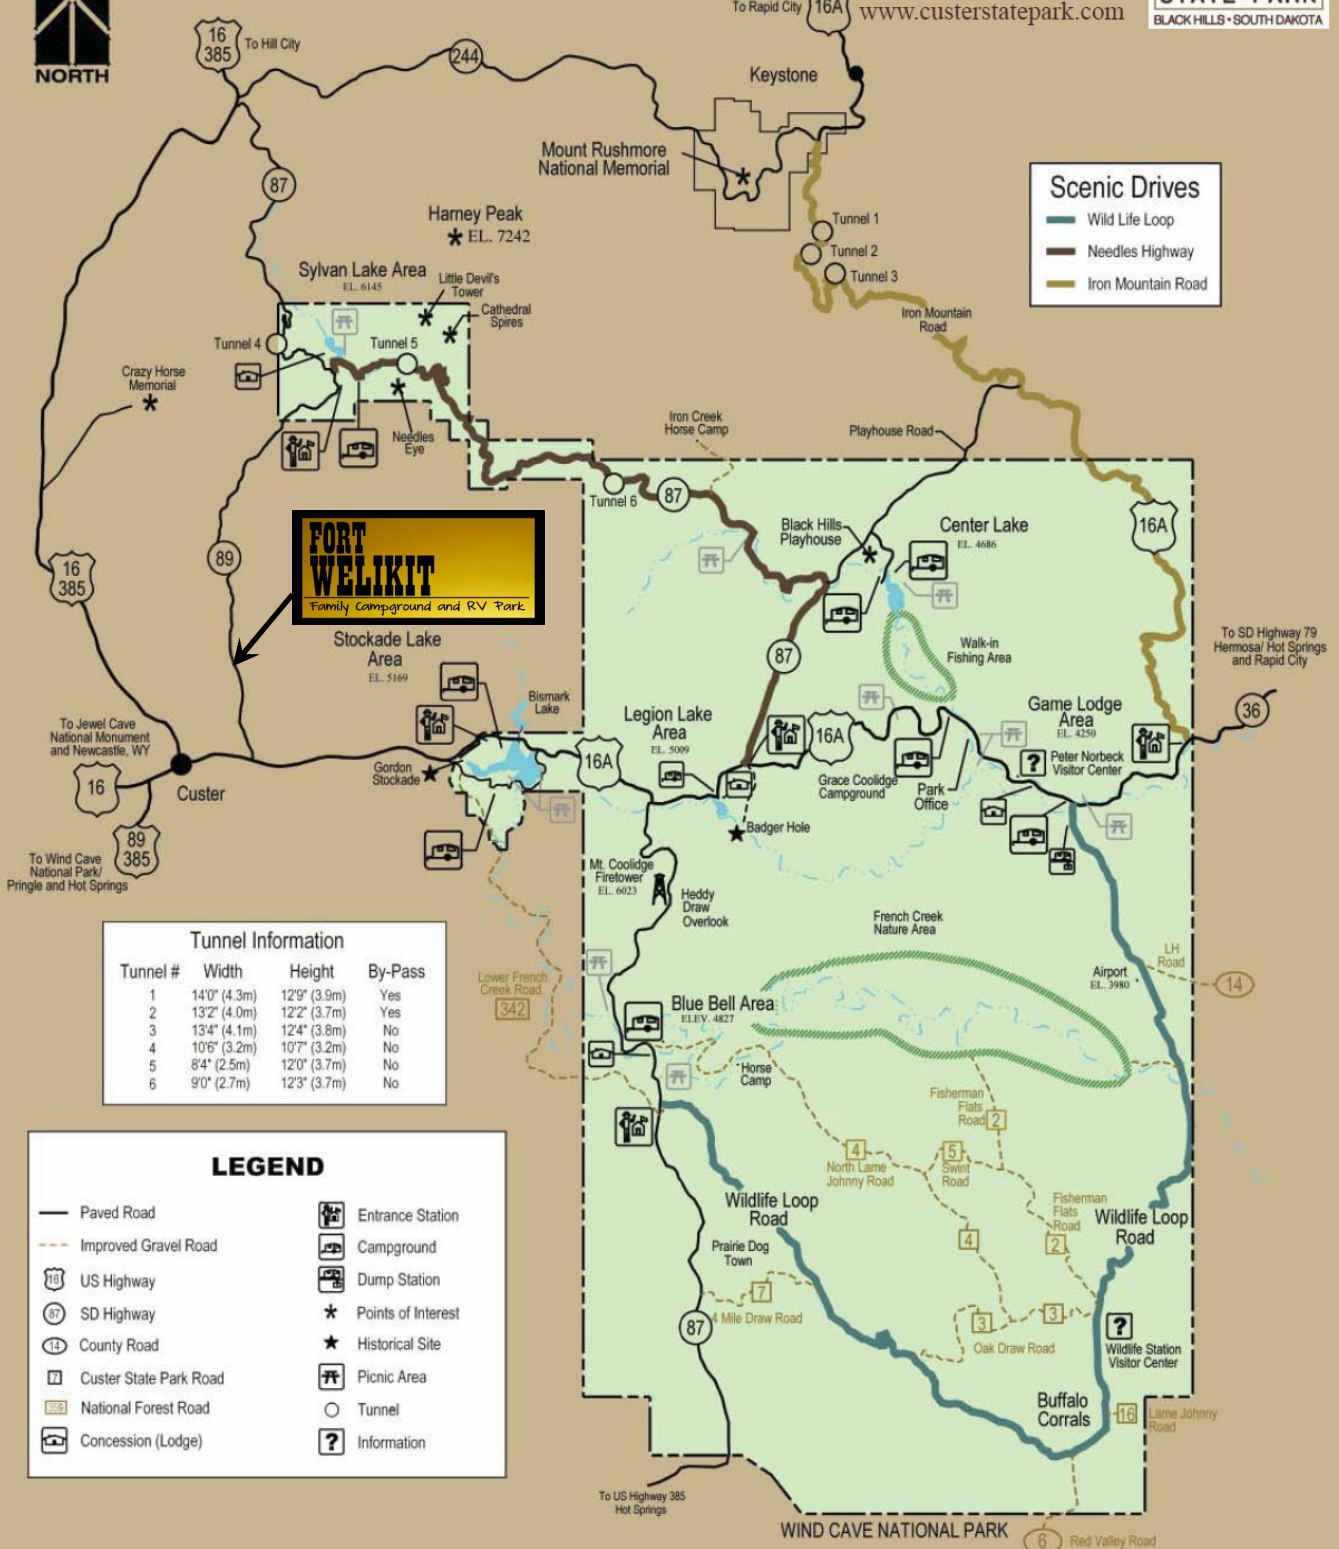 NORTH
16
385
To Hill City
244
To Rapid City
16A
www.custerstatepark.com
STATE PARK
BLACK HILLS • SOUTH DAKOTA
Keystone
Mount Rushmore
National Memorial
87
Harney Peak
EL. 7242
Tunnel 1
Tunnel 2
Tunnel 3
Scenic Drives
Wild Life Loop
Needles Highway
Iron Mountain Road
Sylvan Lake Area
EL. 6145
Little Devil's
Tower
Cathedral
Spires
Tunnel 4
Tunnel 5
Iron Mountain
Road
Crazy Horse
Memorial
Needles
Eye
Iron Creek
Horse Camp
Playhouse Road
Tunnel 6
87
Black Hills
Playhouse
Center Lake
EL. 4686
16A
89
16
385
FORT
WELIKIT
Family Campground and RV Park
Stockade Lake
Area
EL. 5169
Bismark
Lake
87
Walk-in
Fishing Area
To SD Highway 79
Hermosa/ Hot Springs
and Rapid City
36
Legion Lake
Area
EL. 5009
16A
16A
Game Lodge
Area
EL. 4250
?
Peter Norbeck
Visitor Center
To Jewel Cave
National Monument
and Newcastle, WY
16
Custer
Gordon
Stockade
Grace Coolidge
Campground
Park
Office
Badger Hole
89
385
To Wind Cave
National Park/
Pringle and Hot Springs
Mt. Coolidge
Firetower
EL. 6023
Heddy
Draw
Overlook
French Creek
Nature Area
LH
Road
14
Airport
EL. 3980
Tunnel Information
Tunnel # Width Height By-Pass
1 14'0" (4.3m) 12'9" (3.9m) Yes
2 13'2" (4.0m) 12'2" (3.7m) Yes
3 13'4" (4.1m) 12'4" (3.8m) No
4 10'6" (3.2m) 10'7" (3.2m) No
5 8'4" (2.5m) 12'0" (3.7m) No
6 9'0" (2.7m) 12'3" (3.7m) No
Lower French
Creek Road
342
Blue Bell Area
ELEV. 4827
Horse
Camp
Fisherman
Flats
Road
2
4
North Lame
Johnny Road
5
Swint
Road
Fisherman
Flats
Road
2
4
Wildlife Loop
Road
Wildlife Loop
Road
Prairie Dog
Town
7
4 Mile Draw Road
87
3
3
Oak Draw Road
?
Wildlife Station
Visitor Center
Buffalo
Corrals
16
Lame Johnny
Road
LEGEND
Paved Road
Improved Gravel Road
16
US Highway
87
SD Highway
14
County Road
7
Custer State Park Road
359
National Forest Road
Concession (Lodge)
Entrance Station
Campground
Dump Station
Points of Interest
Historical Site
Picnic Area
Tunnel
?
Information
To US Highway 385
Hot Springs
WIND CAVE NATIONAL PARK
6
Red Valley Road